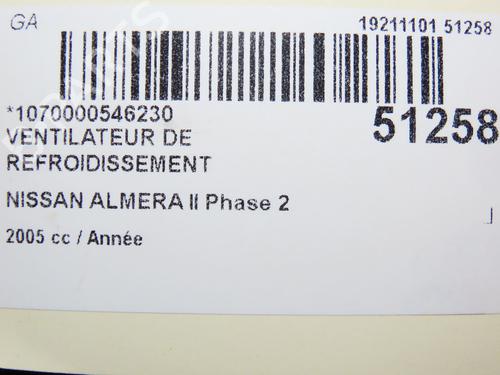 GA
19211101 51258
*1070000546230
51258
VENTILATEUR DE
REFROIDISSEMENT
NISSAN ALMERA II Phase 2
2005 cc / Année